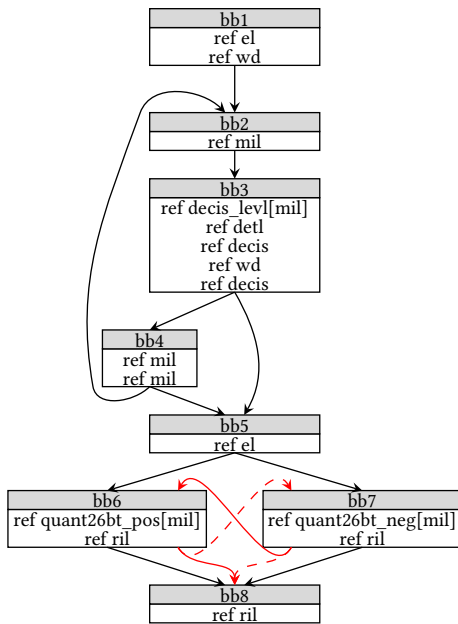 bb1
ref el
ref wd
bb2
ref mil
bb3
ref decis_levl[mil]
ref detl
ref decis
ref wd
ref decis
bb4
ref mil
ref mil
bb5
ref el
bb6
ref quant26bt_pos[mil]
ref ril
bb7
ref quant26bt_neg[mil]
ref ril
bb8
ref ril